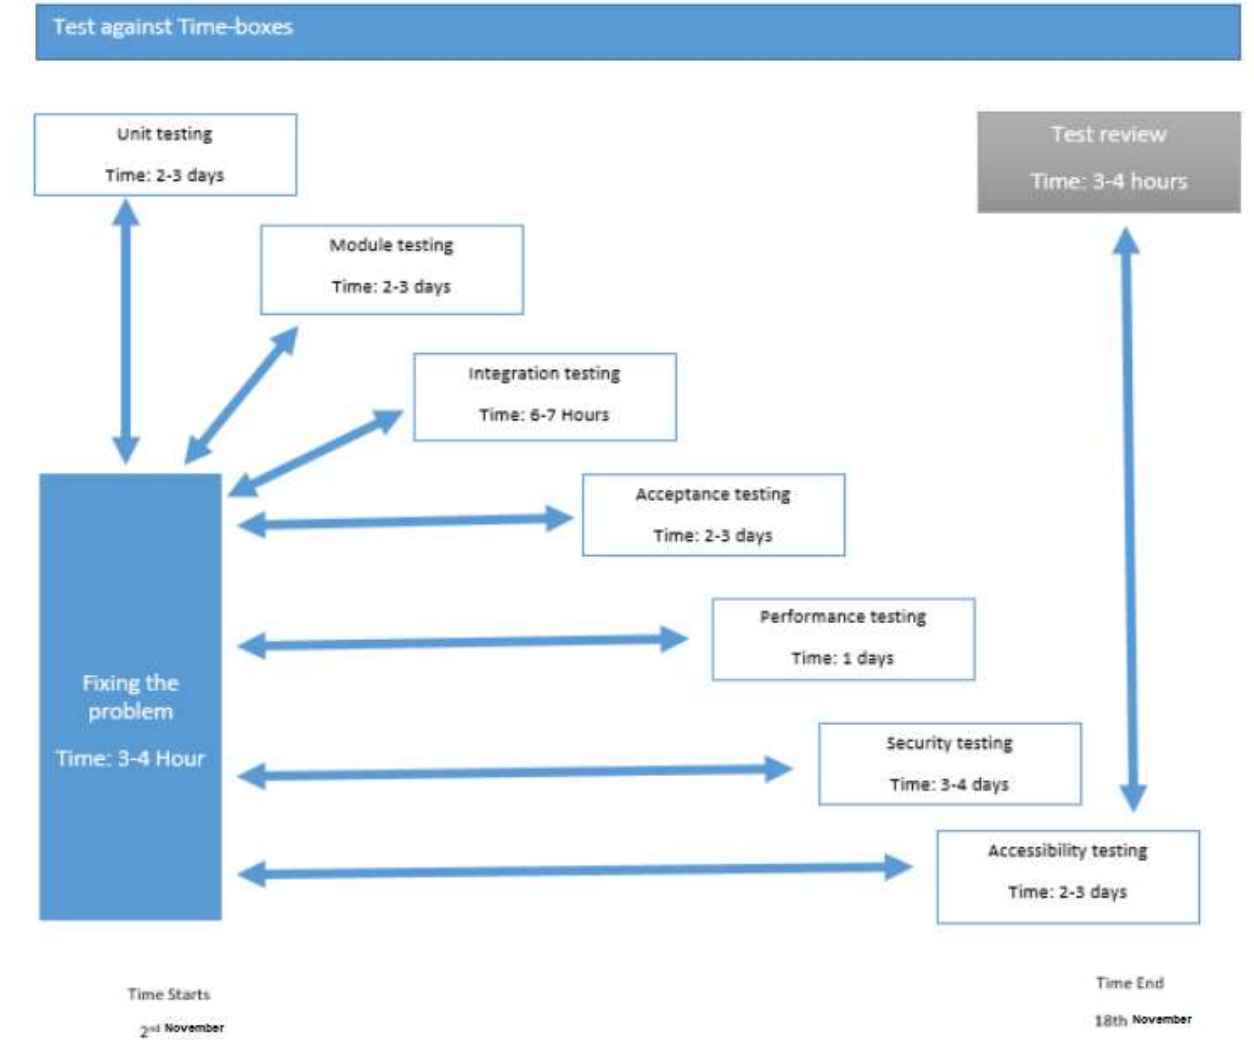 Test against Time-boxes
Unit testing
Time: 2-3 days
Test review
Time: 3-4 hours
Module testing
Time: 2-3 days
Integration testing
Time: 6-7 Hours
Acceptance testing
Time: 2-3 days
Performance testing
Time: 1 days
Fixing the
problem
Time: 3-4 Hour
Security testing
Time: 3-4 days
Accessibility testing
Time: 2-3 days
Time Starts
2nd November
Time End
18th November